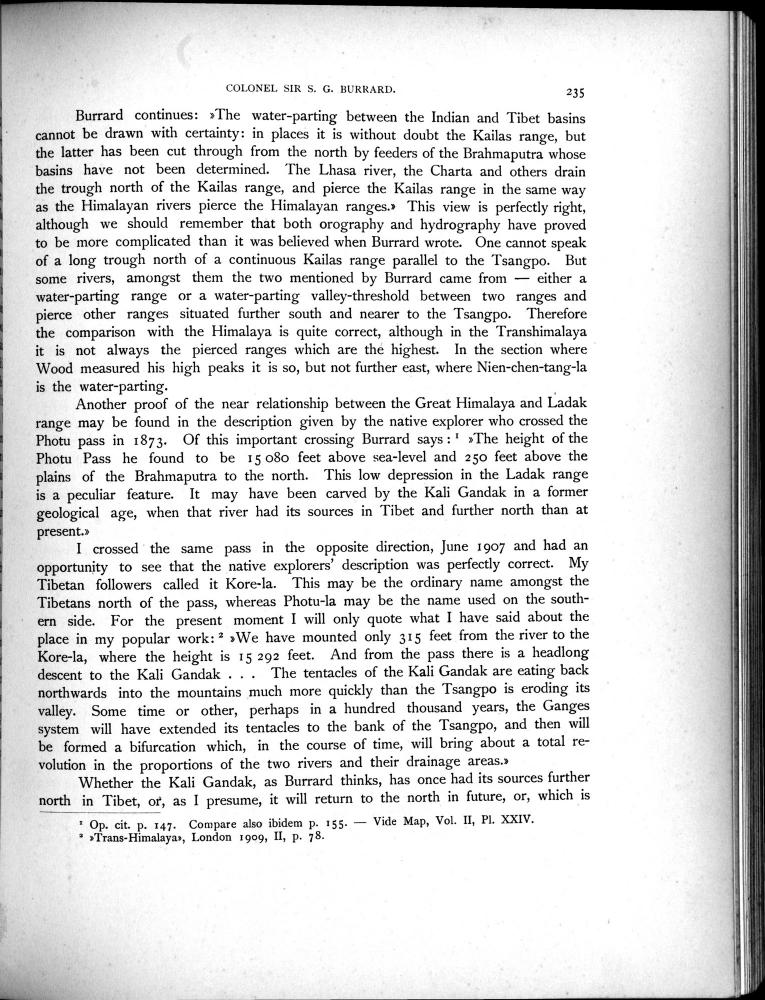 COLONEL SIR S. G. BURRARD.
235
Burrard continues: »The water-parting between the Indian and Tibet basins
cannot be drawn with certainty: in places it is without doubt the Kailas range, but
the latter has been cut through from the north by feeders of the Brahmaputra whose
basins have not been determined. The Lhasa river, the Charta and others drain
the trough north of the Kailas range, and pierce the Kailas range in the same way
as the Himalayan rivers pierce the Himalayan ranges.» This view is perfectly right,
although we should remember that both orography and hydrography have proved
to be more complicated than it was believed when Burrard wrote. One cannot speak
of a long trough north of a continuous Kailas range parallel to the Tsangpo. But
some rivers, amongst them the two mentioned by Burrard came from — either a
water-parting range or a water-parting valley-threshold between two ranges and
pierce other ranges situated further south and nearer to the Tsangpo. Therefore
the comparison with the Himalaya is quite correct, although in the Transhimalaya
it is not always the pierced ranges which are the highest. In the section where
Wood measured his high peaks it is so, but not further east, where Nien-chen-tang-la
is the water-parting.
Another proof of the near relationship between the Great Himalaya and Ladak
range may be found in the description given by the native explorer who crossed the
Photu pass in 1873. Of this important crossing Burrard says: ¹ »The height of the
Photu Pass he found to be 15 080 feet above sea-level and 250 feet above the
plains of the Brahmaputra to the north. This low depression in the Ladak range
is a peculiar feature. It may have been carved by the Kali Gandak in a former
geological age, when that river had its sources in Tibet and further north than at
present.»
I crossed the same pass in the opposite direction, June 1907 and had an
opportunity to see that the native explorers' description was perfectly correct. My
Tibetan followers called it Kore-la. This may be the ordinary name amongst the
Tibetans north of the pass, whereas Photu-la may be the name used on the south-
ern side. For the present moment I will only quote what I have said about the
place in my popular work: ² »We have mounted only 315 feet from the river to the
Kore-la, where the height is 15 292 feet. And from the pass there is a headlong
descent to the Kali Gandak . . . The tentacles of the Kali Gandak are eating back
northwards into the mountains much more quickly than the Tsangpo is eroding its
valley. Some time or other, perhaps in a hundred thousand years, the Ganges
system will have extended its tentacles to the bank of the Tsangpo, and then will
be formed a bifurcation which, in the course of time, will bring about a total re-
volution in the proportions of the two rivers and their drainage areas.»
Whether the Kali Gandak, as Burrard thinks, has once had its sources further
north in Tibet, or, as I presume, it will return to the north in future, or, which is
¹ Op. cit. p. 147. Compare also ibidem p. 155. — Vide Map, Vol. II, Pl. XXIV.
² »Trans-Himalaya», London 1909, II, p. 78.